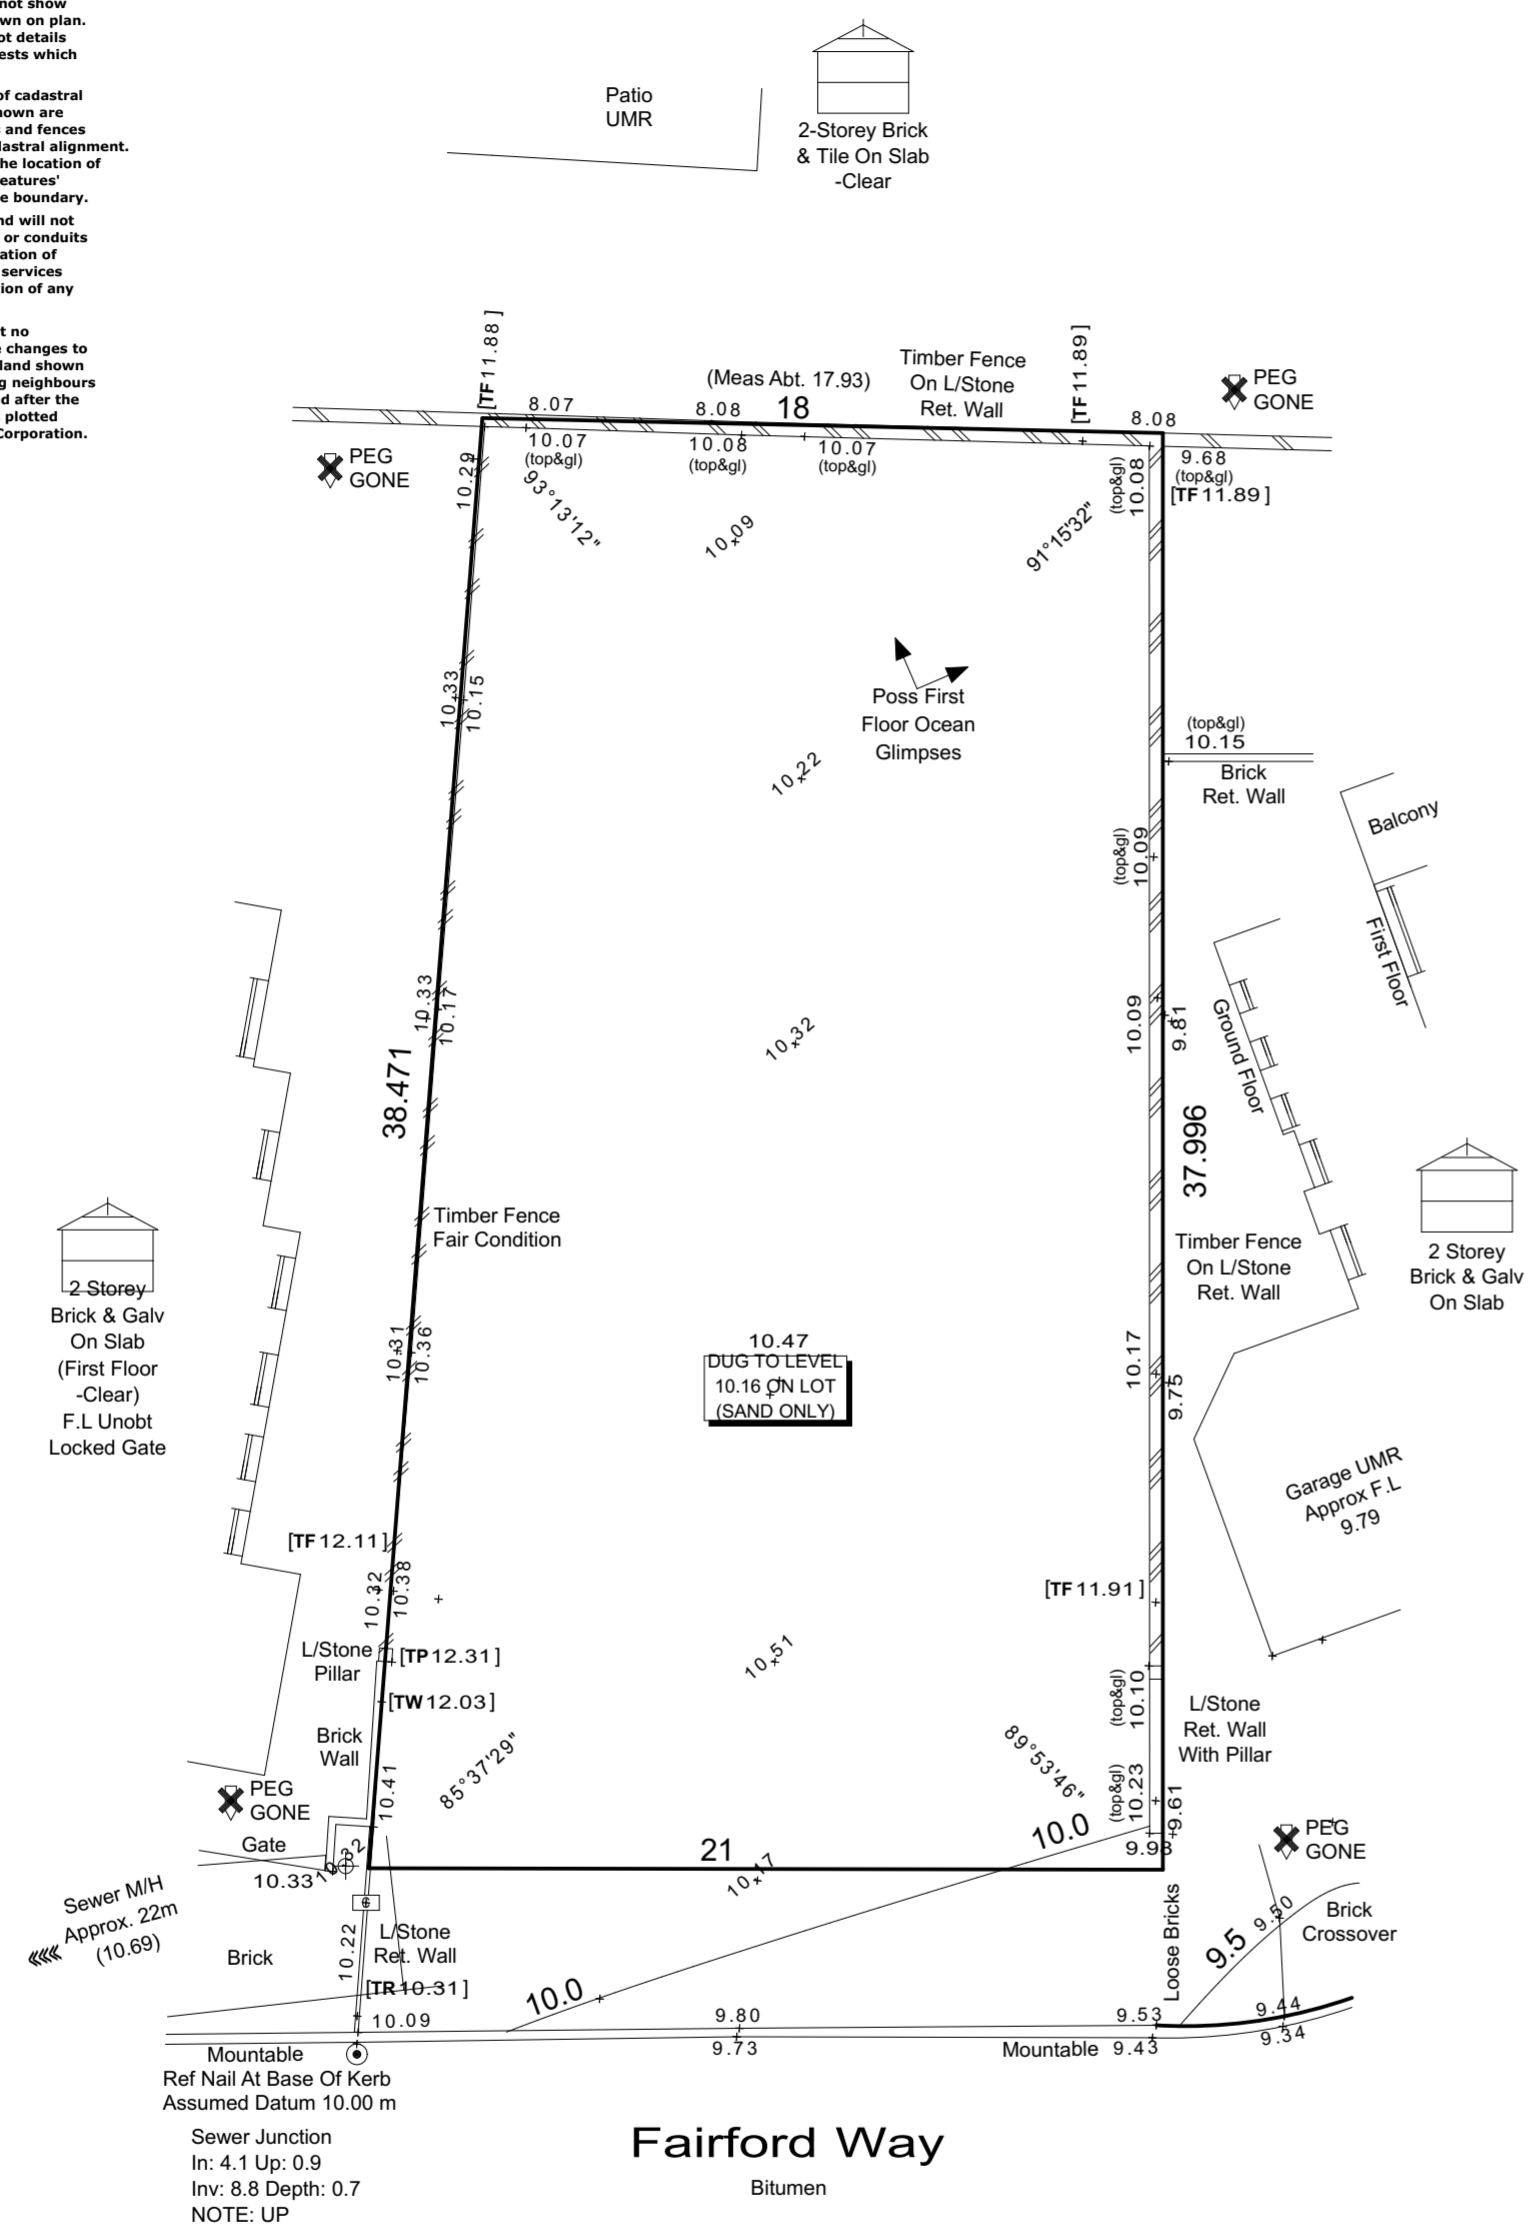 not show
wn on plan.
ot details
ests which
of cadastral
hown are
and fences
dastral alignment.
the location of
eatures'
e boundary.
nd will not
or conduits
ation of
services
tion of any
t no
changes to
land shown
g neighbours
d after the
plotted
Corporation.
Patio
UMR
2-Storey Brick
& Tile On Slab
-Clear
[TF 11.88]
(Meas Abt. 17.93)
Timber Fence
On L/Stone
Ret. Wall
[TF 11.89]
PEG
GONE
8.07
8.08
18
8.08
PEG
GONE
10.29
10.07
(top&gl)
10.08
(top&gl)
10.07
(top&gl)
(top&gl)
10.08
9.68
(top&gl)
[TF 11.89]
93°13'12"
10.09
91°15'32"
10.33
10.15
Poss First
Floor Ocean
Glimpses
(top&gl)
10.15
Brick
Ret. Wall
10.22
Balcony
(top&gl)
10.09
First Floor
10.33
10.17
10.32
10.09
9.81
Ground Floor
38.471
37.996
Timber Fence
Fair Condition
Timber Fence
On L/Stone
Ret. Wall
2 Storey
Brick & Galv
On Slab
(First Floor
-Clear)
F.L Unobt
Locked Gate
2 Storey
Brick & Galv
On Slab
10.31
10.36
10.47
DUG TO LEVEL
10.16 ON LOT
(SAND ONLY)
10.17
9.75
Garage UMR
Approx F.L
9.79
[TF 12.11]
10.32
10.38
[TF 11.91]
L/Stone
Pillar
[TP 12.31]
[TW 12.03]
10.51
(top&gl)
10.10
L/Stone
Ret. Wall
With Pillar
Brick
Wall
10.41
85°37'29"
89°53'46"
(top&gl)
10.23
9.61
PEG
GONE
Gate
10.33
10.32
21
10.17
10.0
9.98
PEG
GONE
Sewer M/H
Approx. 22m
(10.69)
Brick
10.22
L/Stone
Ret. Wall
[TR 10.31]
10.0
Loose Bricks
9.5
9.50
Brick
Crossover
10.09
9.80
9.53
9.44
Mountable
9.73
Mountable
9.43
9.34
Ref Nail At Base Of Kerb
Assumed Datum 10.00 m
Sewer Junction
In: 4.1 Up: 0.9
Inv: 8.8 Depth: 0.7
NOTE: UP
Fairford Way
Bitumen